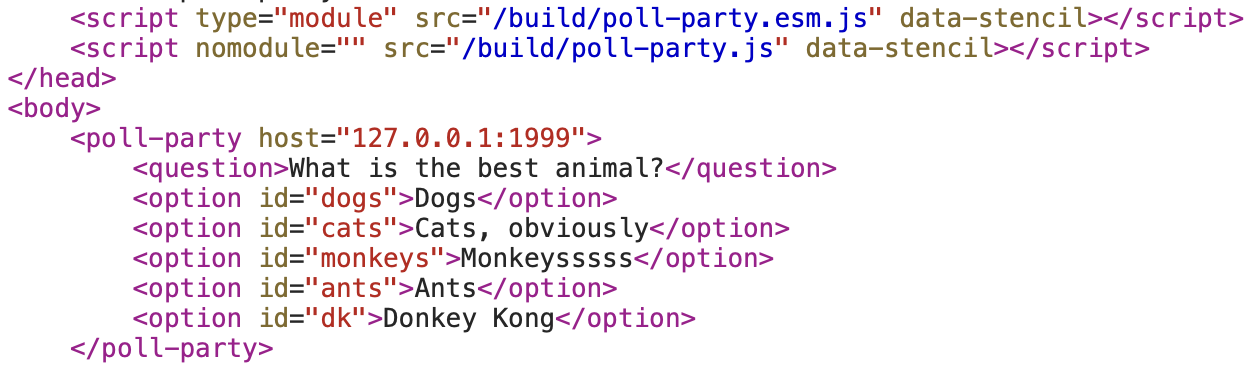 <script type="module" src="/build/poll-party.esm.js" data-stencil></script>
<script nomodule="" src="/build/poll-party.js" data-stencil></script>
</head>
<body>
<poll-party host="127.0.0.1:1999">
<question>What is the best animal?</question>
<option id="dogs">Dogs</option>
<option id="cats">Cats, obviously</option>
<option id="monkeys">Monkeysssss</option>
<option id="ants">Ants</option>
<option id="dk">Donkey Kong</option>
</poll-party>